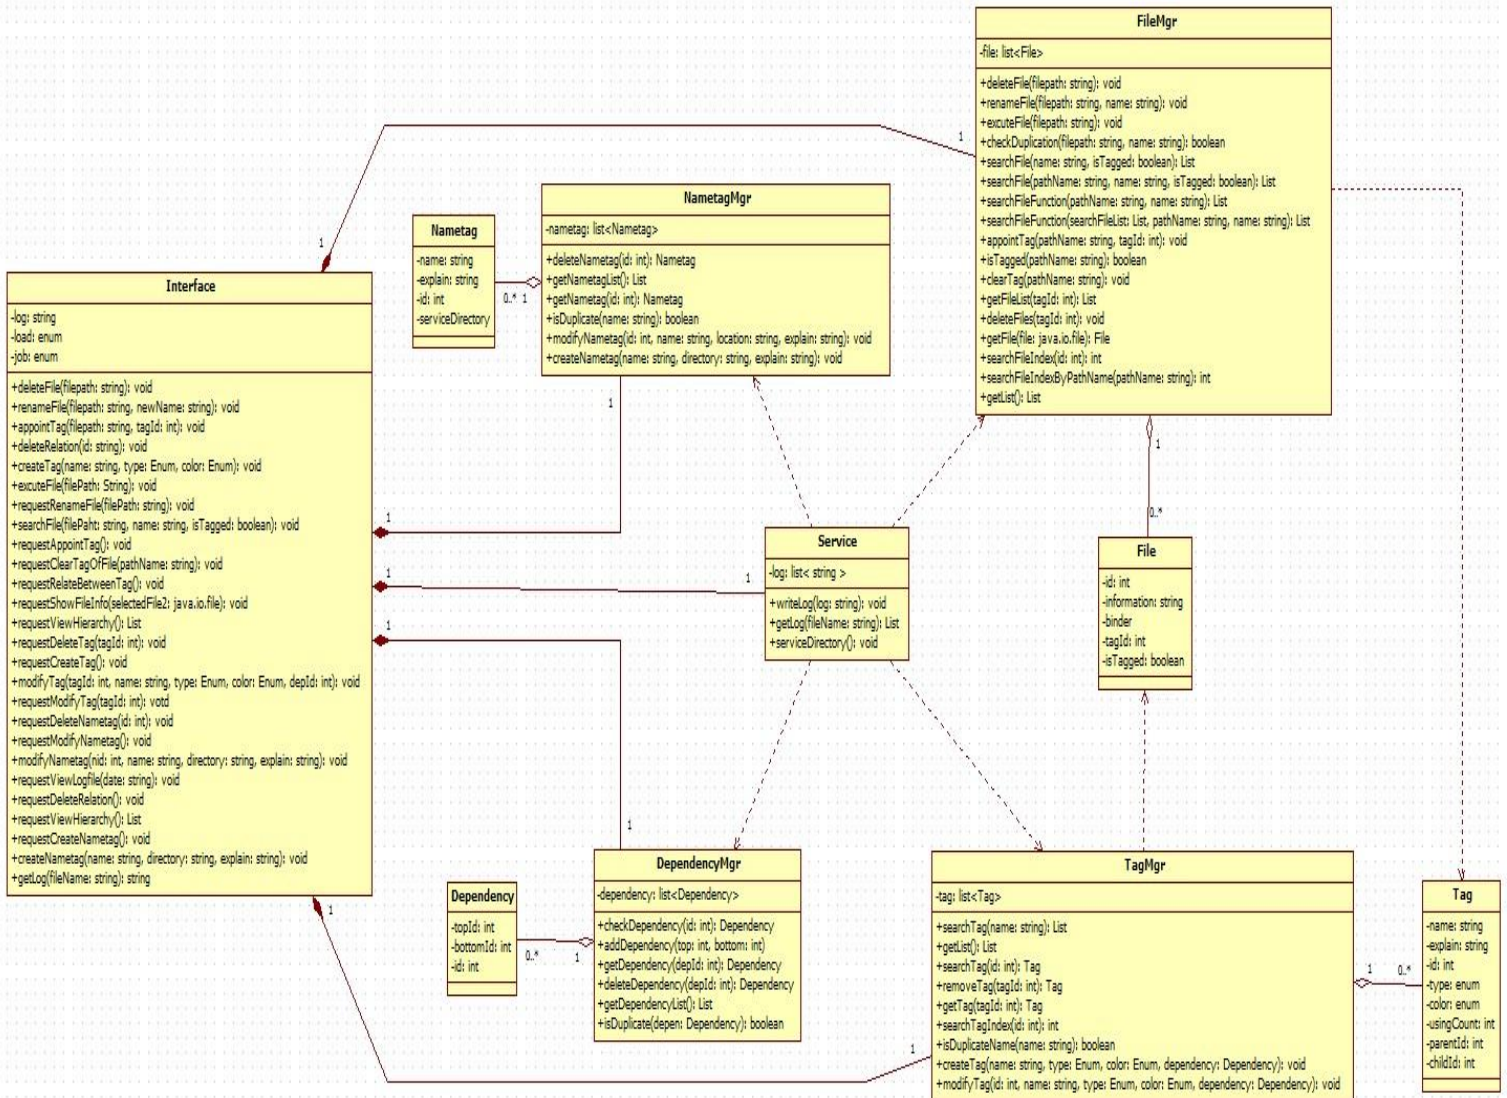 FileMgr
-file: list<File>
+deleteFile(filepath: string): void
+renameFile(filepath: string, name: string): void
+excuteFile(filepath: string): void
+checkDuplication(filepath: string, name: string): boolean
+searchFile(name: string, isTagged: boolean): List
+searchFile(pathName: string, name: string, isTagged: boolean): List
+searchFileFunction(pathName: string, name: string): List
+searchFileFunction(searchFileList: List, pathName: string, name: string): List
+appointTag(pathName: string, tagId: int): void
+isTagged(pathName: string): boolean
+clearTag(pathName: string): void
+getFileList(tagId: int): List
+deleteFiles(tagId: int): void
+getFile(file: java.io.file): File
+searchFileIndex(id: int): int
+searchFileIndexByPathName(pathName: string): int
+getList(): List
1
1
1
0..*
NametagMgr
-nametag: list<Nametag>
+deleteNametag(id: int): Nametag
+getNametagList(): List
+getNametag(id: int): Nametag
+isDuplicate(name: string): boolean
+modifyNametag(id: int, name: string, location: string, explain: string): void
+createNametag(name: string, directory: string, explain: string): void
Nametag
-name: string
-explain: string
-id: int
-serviceDirectory
0..* 1
1
1
Interface
-log: string
-load: enum
-job: enum
+deleteFile(filepath: string): void
+renameFile(filepath: string, newName: string): void
+appointTag(filepath: string, tagId: int): void
+deleteRelation(id: string): void
+createTag(name: string, type: Enum, color: Enum): void
+excuteFile(filePath: String): void
+requestRenameFile(filePath: string): void
+searchFile(filePaht: string, name: string, isTagged: boolean): void
+requestAppointTag(): void
+requestClearTagOfFile(pathName: string): void
+requestRelateBetweenTag(): void
+requestShowFileInfo(selectedFile2: java.io.file): void
+requestViewHierarchy(): List
+requestDeleteTag(tagId: int): void
+requestCreateTag(): void
+modifyTag(tagId: int, name: string, type: Enum, color: Enum, depId: int): void
+requestModifyTag(tagId: int): votd
+requestDeleteNametag(id: int): void
+requestModifyNametag(): void
+modifyNametag(nid: int, name: string, directory: string, explain: string): void
+requestViewLogfile(date: string): void
+requestDeleteRelation(): void
+requestViewHierarchy(): List
+requestCreateNametag(): void
+createNametag(name: string, directory: string, explain: string): void
+getLog(fileName: string): string
Service
-log: list< string >
+writeLog(log: string): void
+getLog(fileName: string): List
+serviceDirectory(): void
1
1
File
-id: int
-information: string
-binder
-tagId: int
-isTagged: boolean
1
1
DependencyMgr
-dependency: list<Dependency>
+checkDependency(id: int): Dependency
+addDependency(top: int, bottom: int)
+getDependency(depId: int): Dependency
+deleteDependency(depId: int): Dependency
+getDependencyList(): List
+isDuplicate(depen: Dependency): boolean
Dependency
-topId: int
-bottomId: int
-id: int
0..* 1
1
1
TagMgr
-tag: list<Tag>
+searchTag(name: string): List
+getList(): List
+searchTag(id: int): Tag
+removeTag(tagId: int): Tag
+getTag(tagId: int): Tag
+searchTagIndex(id: int): int
+isDuplicateName(name: string): boolean
+createTag(name: string, type: Enum, color: Enum, dependency: Dependency): void
+modifyTag(id: int, name: string, type: Enum, color: Enum, dependency: Dependency): void
1 0..*
Tag
-name: string
-explain: string
-id: int
-type: enum
-color: enum
-usingCount: int
-parentId: int
-childId: int